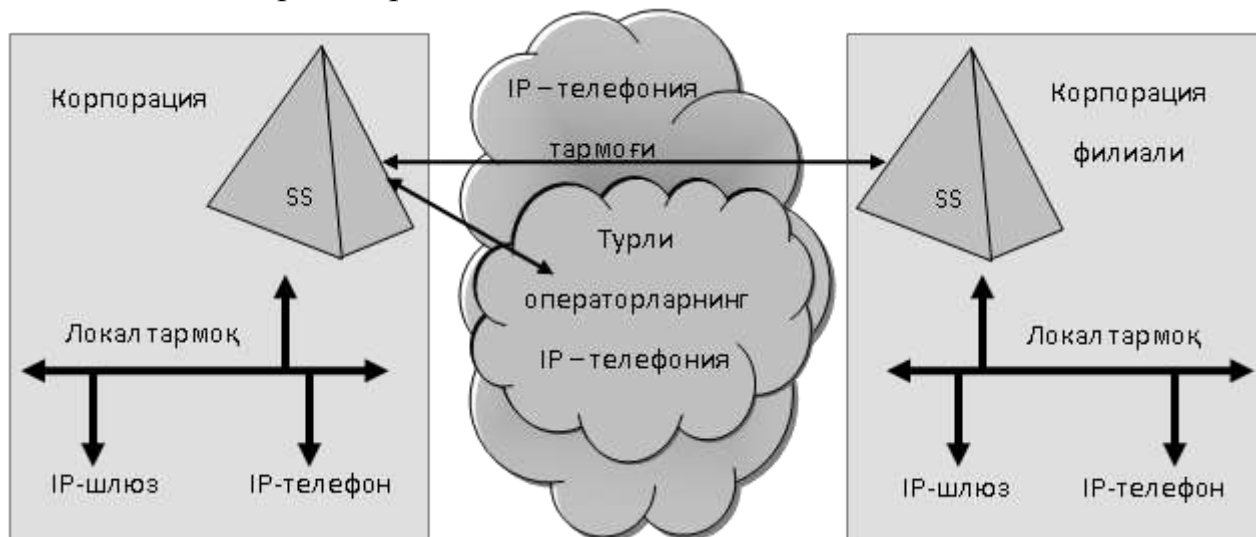 Корпорация
SS
Локал тармоқ
IP-шлюз
IP-телефон
IP – телефония
тармоғи
Турли
операторларнинг
IP – телефония
Корпорация
филиали
SS
Локал тармоқ
IP-шлюз
IP-телефон